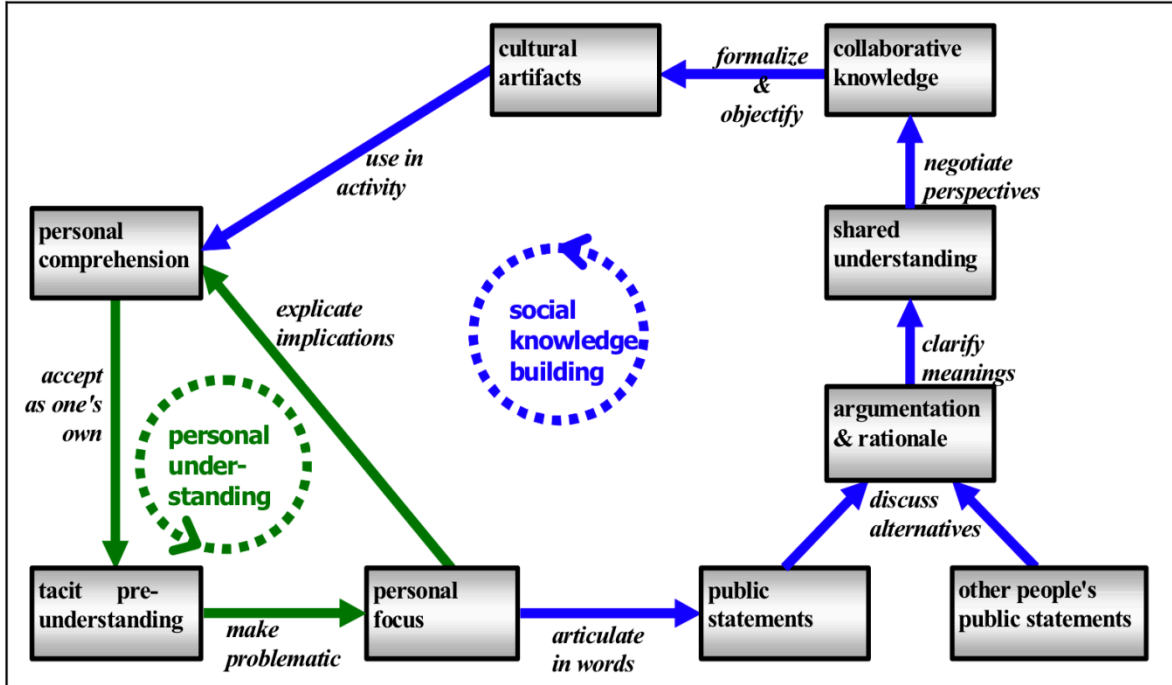 cultural
artifacts
formalize
&
objectify
collaborative
knowledge
use in
activity
negotiate
perspectives
personal
comprehension
shared
understanding
explicate
implications
social
knowledge
building
clarify
meanings
accept
as one's
own
personal
under-
standing
argumentation
& rationale
discuss
alternatives
tacit pre-
understanding
make
problematic
personal
focus
articulate
in words
public
statements
other people's
public statements